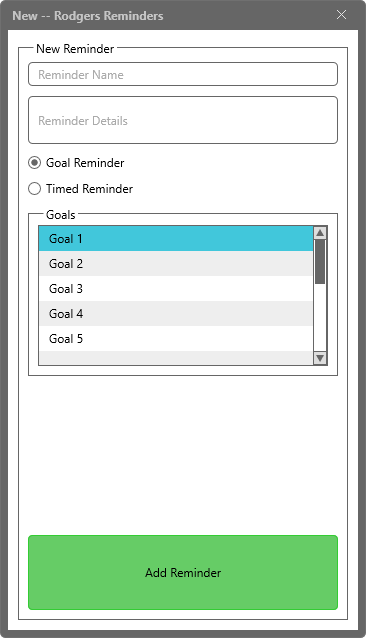 New -- Rodgers Reminders
New Reminder
Reminder Name
Reminder Details
Goal Reminder
Timed Reminder
Goals
Goal 1
Goal 2
Goal 3
Goal 4
Goal 5
Add Reminder